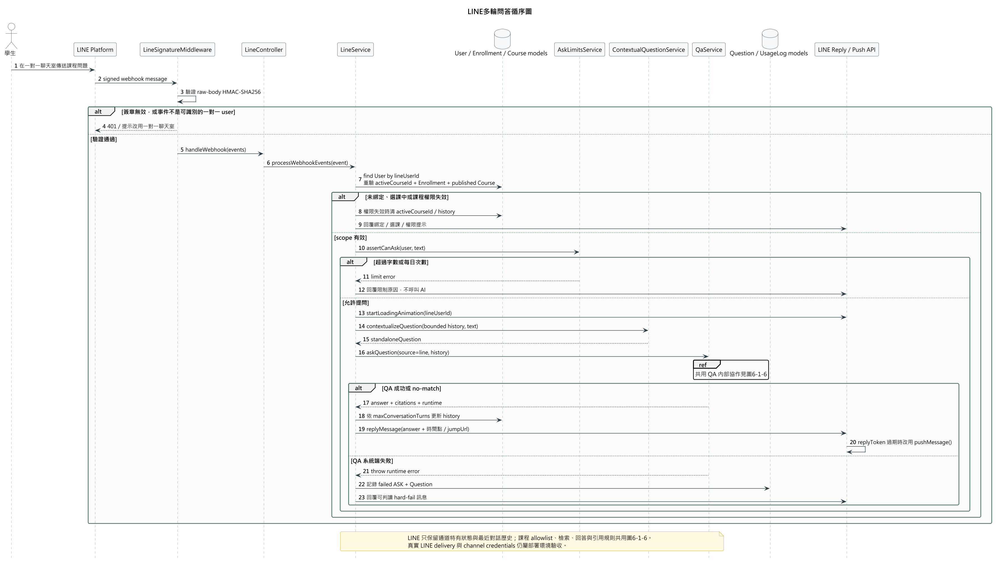 LINE多輪問答循序圖
學生
LINE Platform
LineSignatureMiddleware
LineController
LineService
User / Enrollment / Course models
AskLimitsService
ContextualQuestionService
QaService
Question / UsageLog models
LINE Reply / Push API
1 在一對一聊天室傳送課程問題
2 signed webhook message
3 驗證 raw-body HMAC-SHA256
alt [簽章無效，或事件不是可識別的一對一 user]
4 401 / 提示改用一對一聊天室
[驗證通過]
5 handleWebhook(events)
6 processWebhookEvents(event)
7 find User by lineUserId
重驗 activeCourseId + Enrollment + published Course
alt [未綁定、選課中或課程權限失效]
8 權限失效時清 activeCourseId / history
9 回覆綁定 / 選課 / 權限提示
[scope 有效]
10 assertCanAsk(user, text)
alt [超過字數或每日次數]
11 limit error
12 回覆限制原因，不呼叫 AI
[允許提問]
13 startLoadingAnimation(lineUserId)
14 contextualizeQuestion(bounded history, text)
15 standaloneQuestion
16 askQuestion(source=line, history)
ref
共用 QA 內部協作見圖6-1-6
alt [QA 成功或 no-match]
17 answer + citations + runtime
18 依 maxConversationTurns 更新 history
19 replyMessage(answer + 時間點 / jumpUrl)
20 replyToken 過期時改用 pushMessage()
[QA 系統端失敗]
21 throw runtime error
22 記錄 failed ASK + Question
23 回覆可判讀 hard-fail 訊息
LINE 只保留通道特有狀態與最近對話歷史；課程 allowlist、檢索、回答與引用規則共用圖6-1-6。
真實 LINE delivery 與 channel credentials 仍屬部署環境驗收。